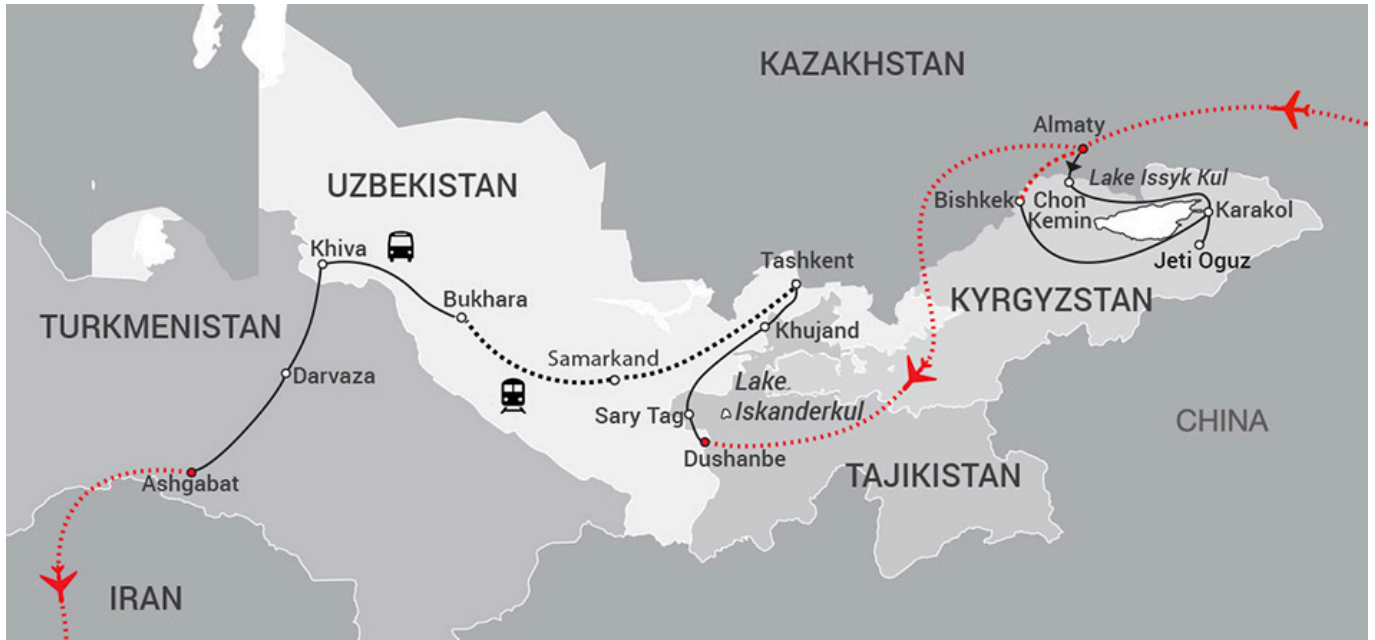 KAZAKHSTAN
Almaty
UZBEKISTAN
Lake Issyk Kul
Bishkek
Chon
Kemin
Karakol
Khiva
Tashkent
Jeti Oguz
Bukhara
KYRGYZSTAN
TURKMENISTAN
Khujand
Samarkand
Darvaza
Lake
Iskanderkul
Sary Tag
CHINA
Dushanbe
TAJIKISTAN
Ashgabat
IRAN